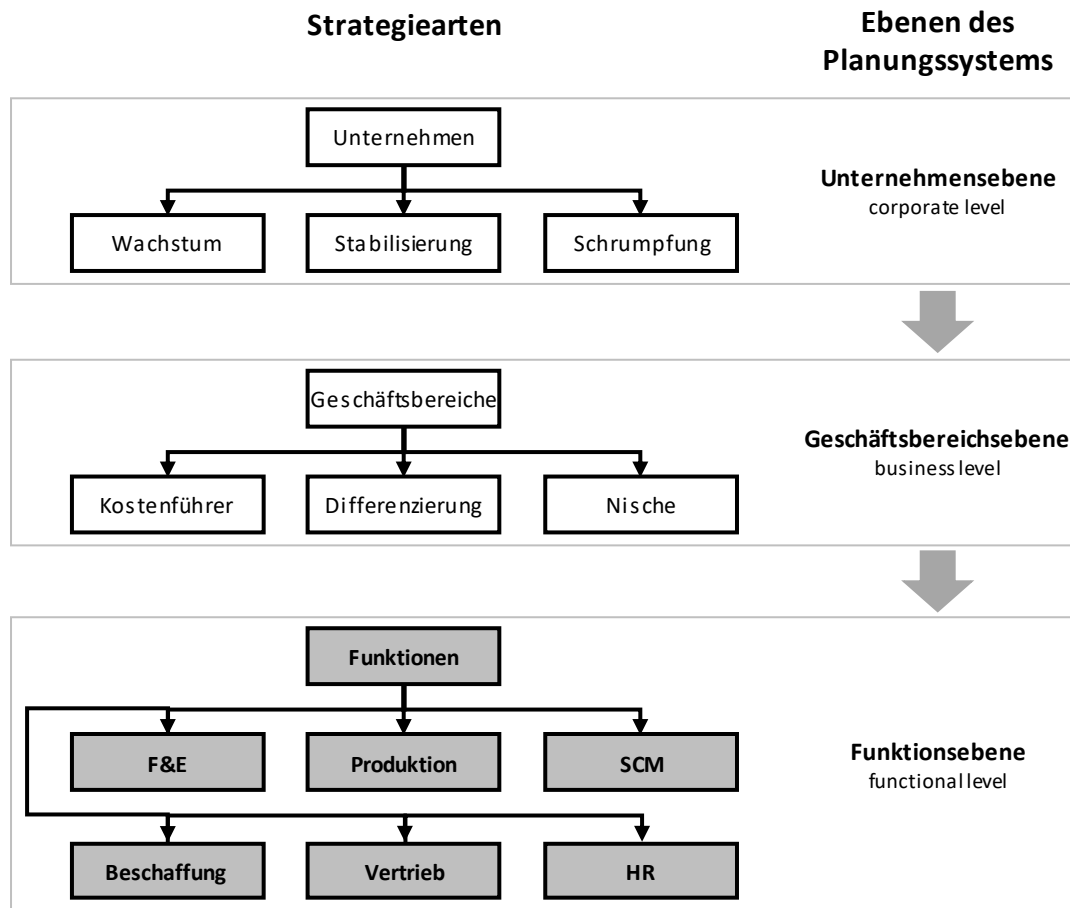 Strategiearten
Ebenen des
Planungssystems
Unternehmen
Wachstum
Stabilisierung
Schrumpfung
Unternehmensebene
corporate level
Geschäftsbereiche
Kostenführer
Differenzierung
Nische
Geschäftsbereichsebene
business level
Funktionen
F&E
Produktion
SCM
Beschaffung
Vertrieb
HR
Funktionsebene
functional level